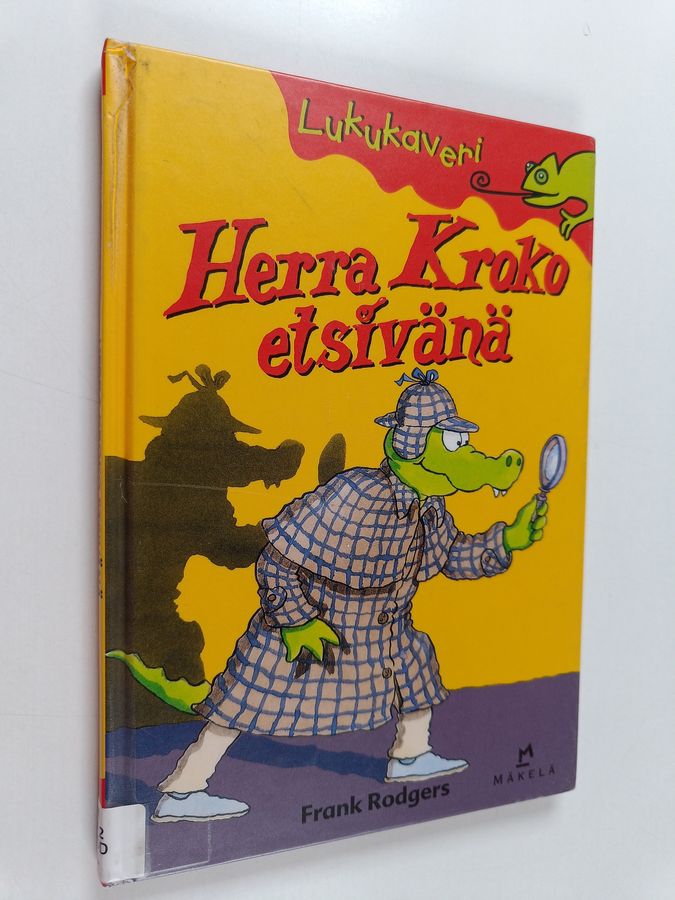 Lukukaveri
Herra Kroko
etsivänä
M
MÄKELÄ
Frank Rodgers